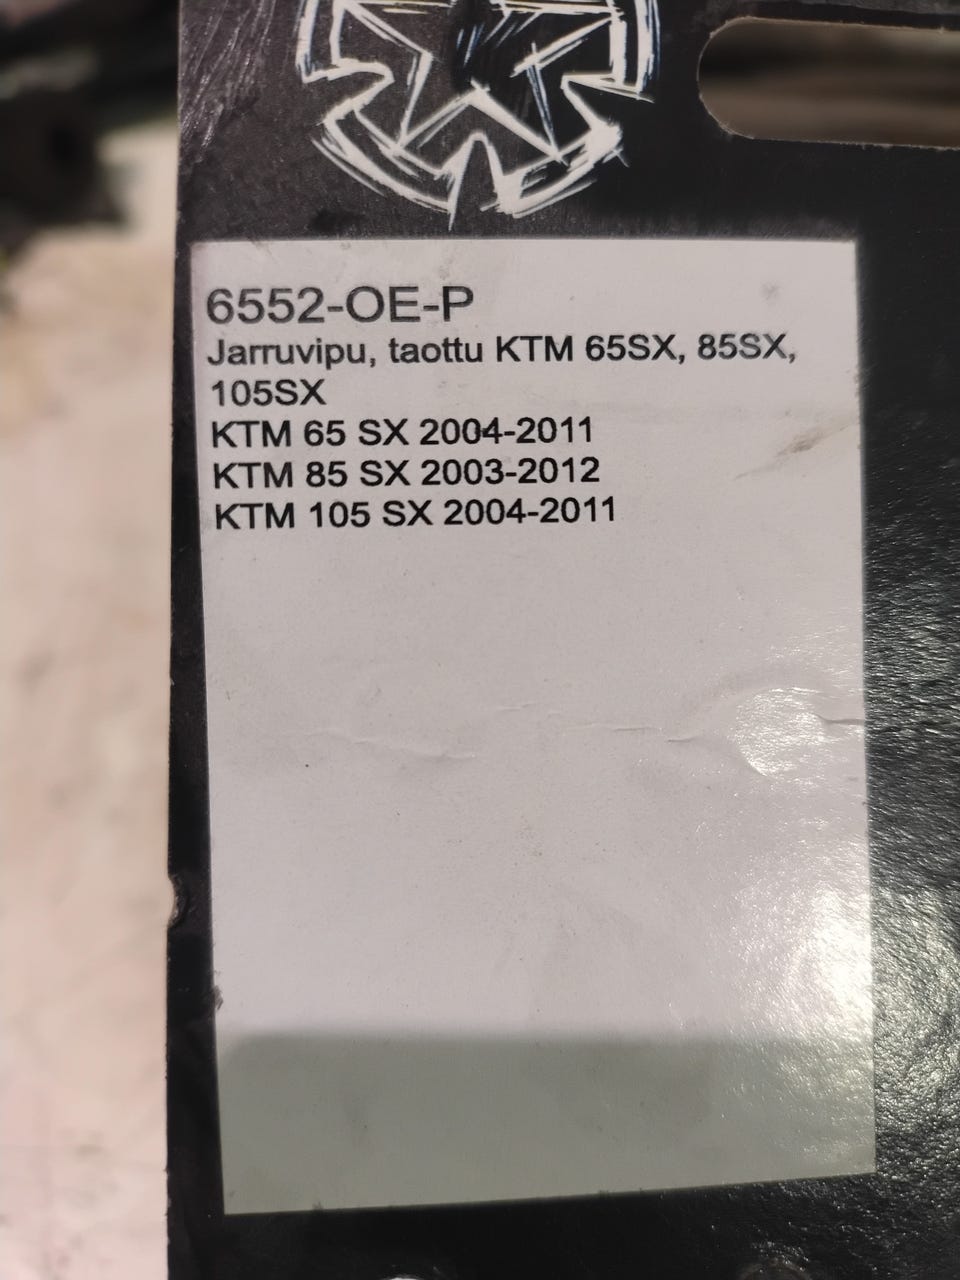 6552-OE-P
Jarruvipu, taottu KTM 65SX, 85SX,
105SX
KTM 65 SX 2004-2011
KTM 85 SX 2003-2012
KTM 105 SX 2004-2011